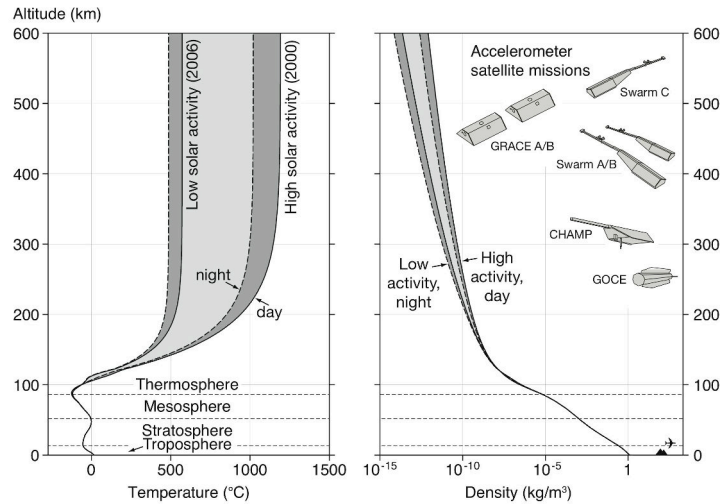 Altitude (km)
600
500
400
300
200
100
0
Low solar activity (2006)
High solar activity (2000)
night
day
Thermosphere
Mesosphere
Stratosphere
Troposphere
0
500
1000
1500
Temperature (°C)
Accelerometer
satellite missions
Swarm C
GRACE A/B
Swarm A/B
CHAMP
GOCE
Low
activity,
night
High
activity,
day
600
500
400
300
200
100
0
10-15
10-10
10-5
1
Density (kg/m³)